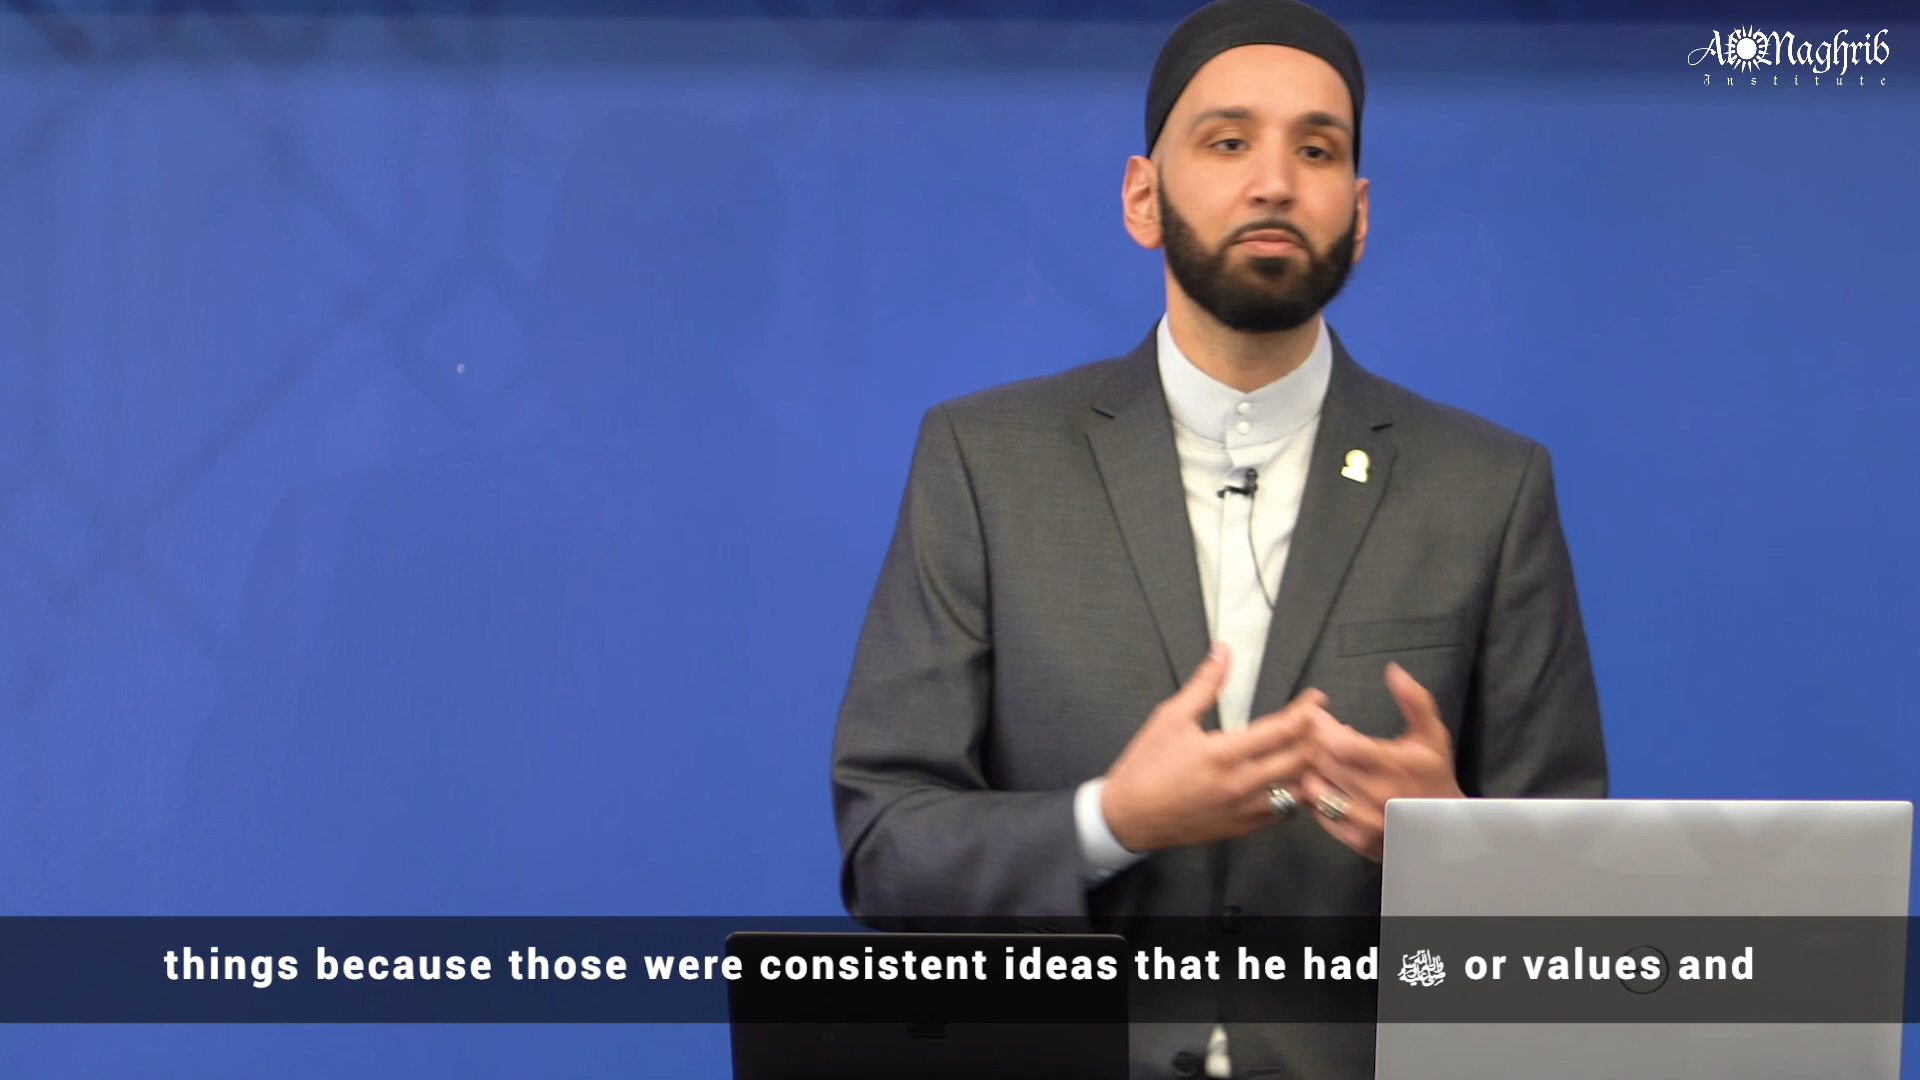 AlMaghrib
Institute
things because those were consistent ideas that he had ﷺ or values and